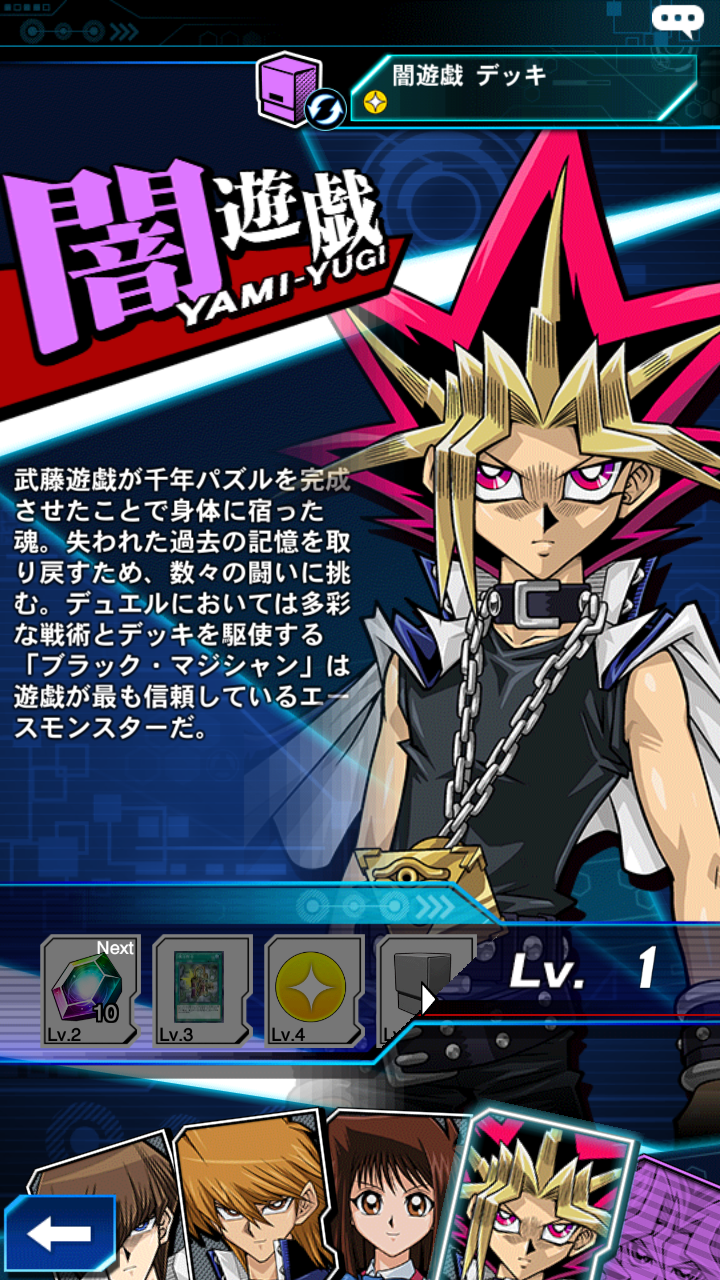 闇遊戯 デッキ
闇遊戯
YAMI-YUGI
武藤遊戯が千年パズルを完成
させたことで身体に宿った
魂。失われた過去の記憶を取
り戻すため、数々の闘いに挑
む。デュエルにおいては多彩
な戦術とデッキを駆使する
「ブラック・マジシャン」は
遊戯が最も信頼しているエー
スモンスターだ。
Next
10
Lv.2
Lv.3
Lv.4
Lv. 1